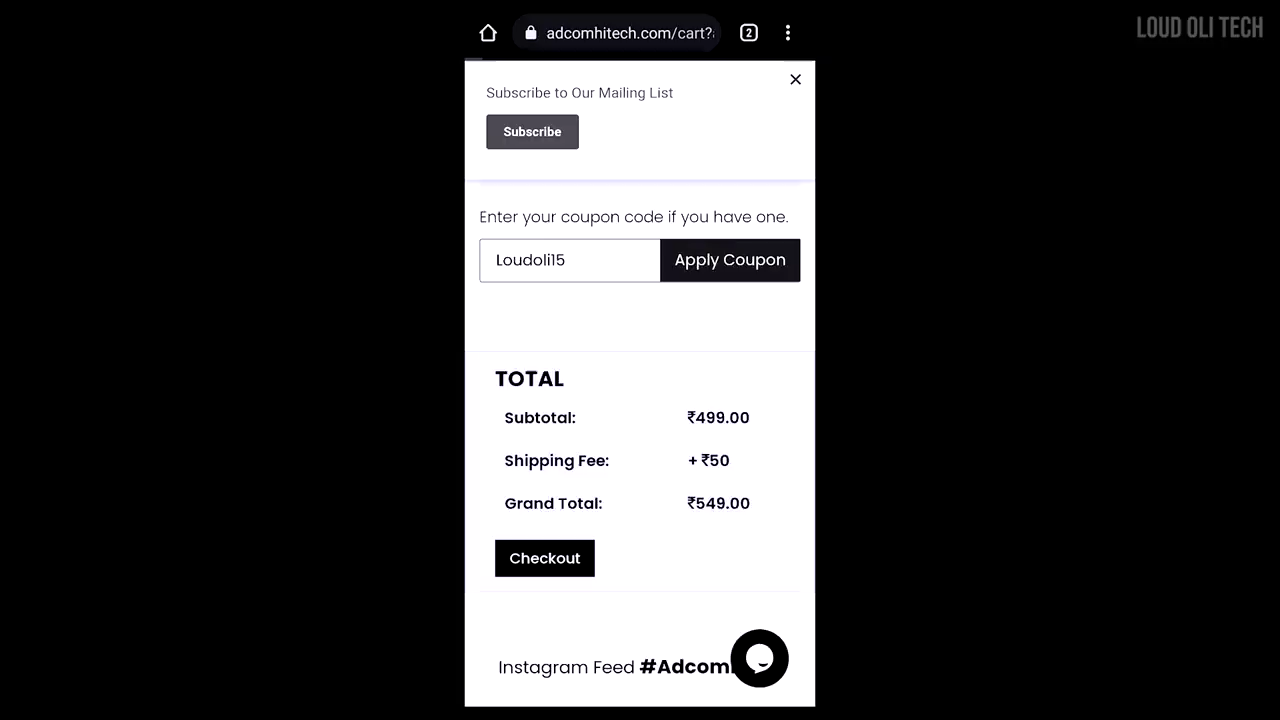 LOUD OLI TECH
adcomhitech.com/cart?
2
Subscribe to Our Mailing List
Subscribe
Enter your coupon code if you have one.
Loudoli15
Apply Coupon
TOTAL
Subtotal: ₹499.00
Shipping Fee: + ₹50
Grand Total: ₹549.00
Checkout
Instagram Feed #Adcom